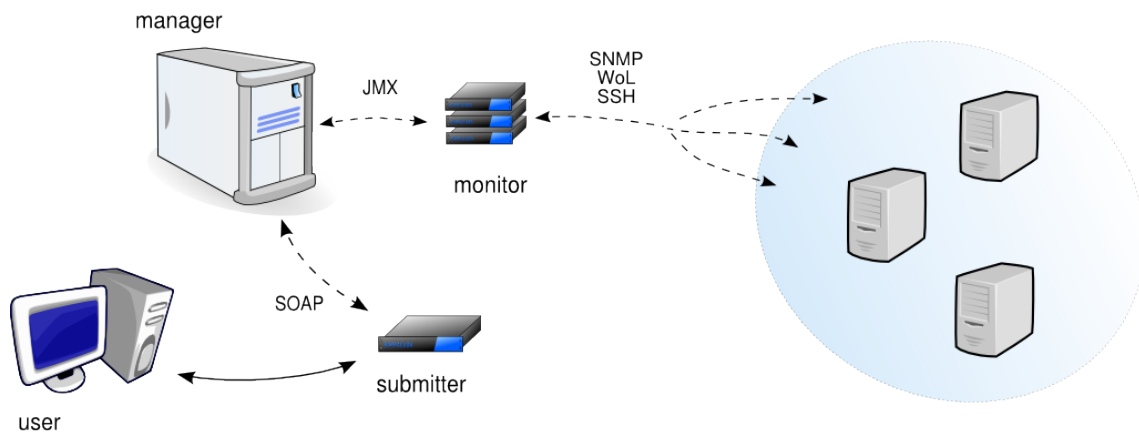 manager
SNMP
WoL
SSH
JMX
monitor
SOAP
submitter
user